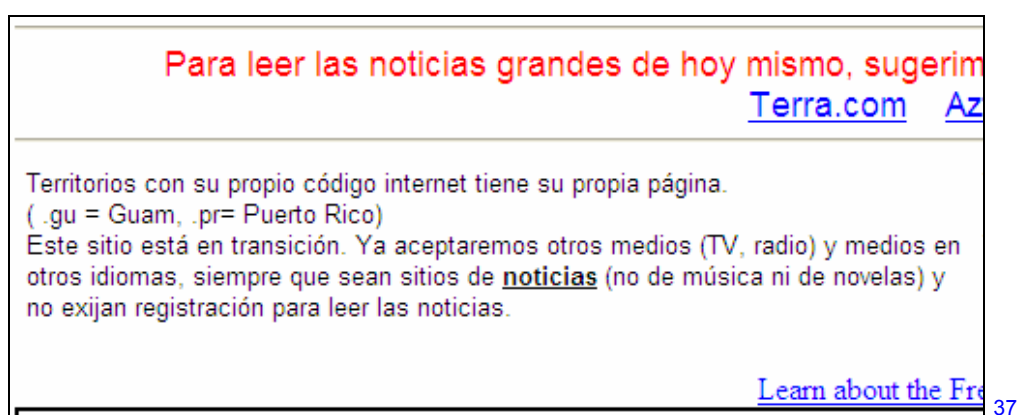 Para leer las noticias grandes de hoy mismo, sugerim
Terra.com Az
Territorios con su propio código internet tiene su propia página.
( .gu = Guam, .pr= Puerto Rico)
Este sitio está en transición. Ya aceptaremos otros medios (TV, radio) y medios en
otros idiomas, siempre que sean sitios de noticias (no de música ni de novelas) y
no exijan registración para leer las noticias.
Learn about the Fre
37